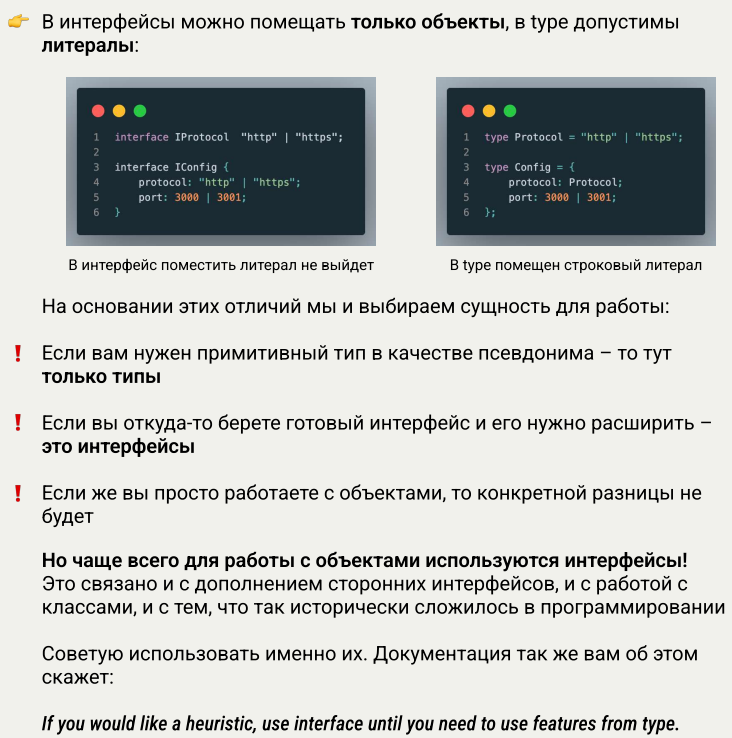 👉 В интерфейсы можно помещать только объекты, в type допустимы
литералы:
1 interface IProtocol  "http" | "https";
2
3 interface IConfig {
4     protocol: "http" | "https";
5     port: 3000 | 3001;
6 }
В интерфейс поместить литерал не выйдет
1 type Protocol = "http" | "https";
2
3 type Config = {
4     protocol: Protocol;
5     port: 3000 | 3001;
6 };
В type помещен строковый литерал
На основании этих отличий мы и выбираем сущность для работы:
❗ Если вам нужен примитивный тип в качестве псевдонима – то тут
только типы
❗ Если вы откуда-то берете готовый интерфейс и его нужно расширить –
это интерфейсы
❗ Если же вы просто работаете с объектами, то конкретной разницы не
будет
Но чаще всего для работы с объектами используются интерфейсы!
Это связано и с дополнением сторонних интерфейсов, и с работой с
классами, и с тем, что так исторически сложилось в программировании
Советую использовать именно их. Документация так же вам об этом
скажет:
If you would like a heuristic, use interface until you need to use features from type.